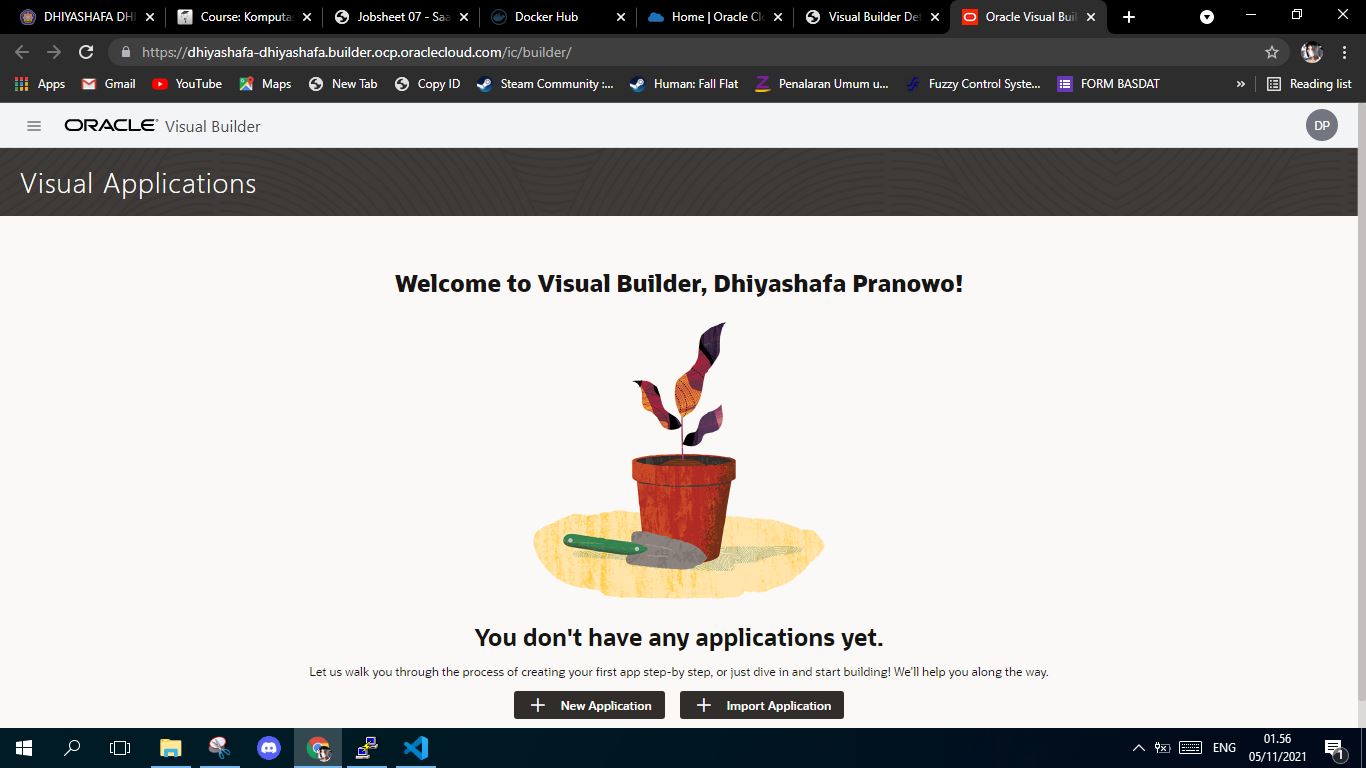 DHIYASHAFA DHI
Course: Komputa
Jobsheet 07 - Saa
Docker Hub
Home | Oracle Cl
Visual Builder De
Oracle Visual Buil
https://dhiyashafa-dhiyashafa.builder.ocp.oraclecloud.com/ic/builder/
Apps
Gmail
YouTube
Maps
New Tab
Copy ID
Steam Community :...
Human: Fall Flat
Penalaran Umum u...
Fuzzy Control Syste...
FORM BASDAT
»
Reading list
ORACLE Visual Builder
DP
Visual Applications
Welcome to Visual Builder, Dhiyashafa Pranowo!
You don't have any applications yet.
Let us walk you through the process of creating your first app step-by step, or just dive in and start building! We'll help you along the way.
+ New Application
+ Import Application
ENG
01.56
05/11/2021
1